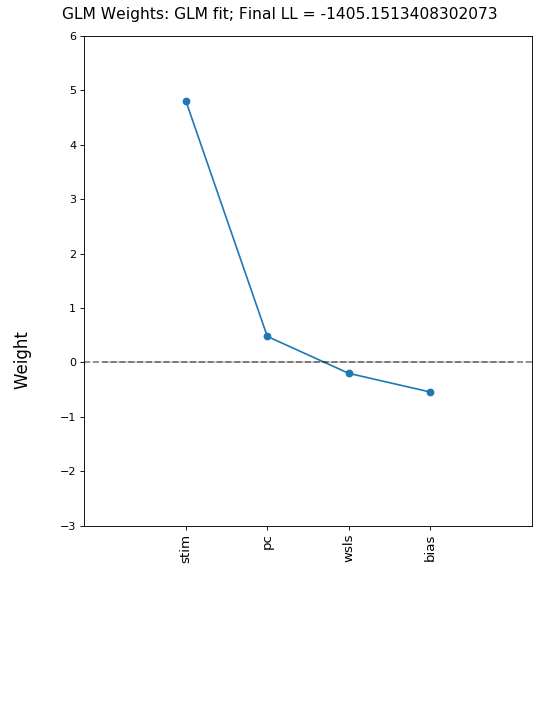 GLM Weights: GLM fit; Final LL = -1405.1513408302073
6
5
4
3
2
1
0
−1
−2
−3
Weight
stim
pc
wsls
bias